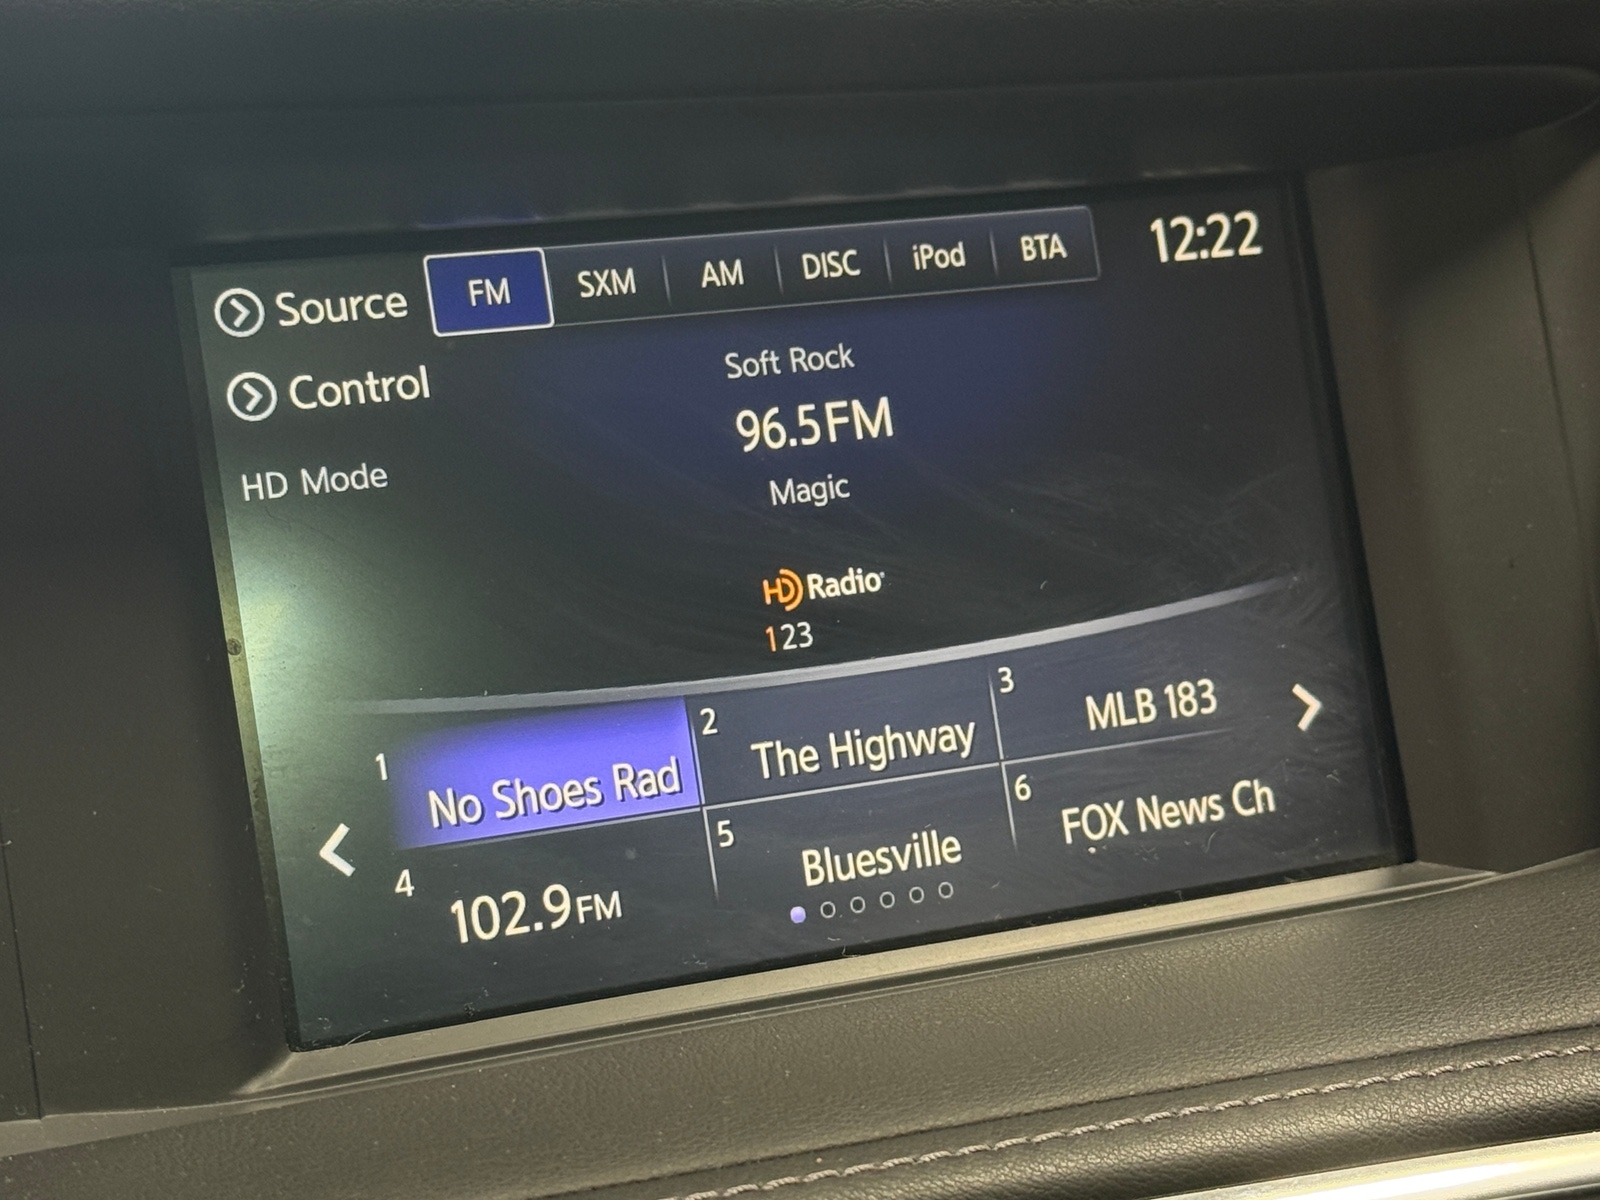 Source
FM SXM AM DISC iPod BTA
12:22
Control
HD Mode
Soft Rock
96.5FM
Magic
HD Radio
123
1 No Shoes Rad
2 The Highway
3 MLB 183
4 102.9FM
5 Bluesville
6 FOX News Ch